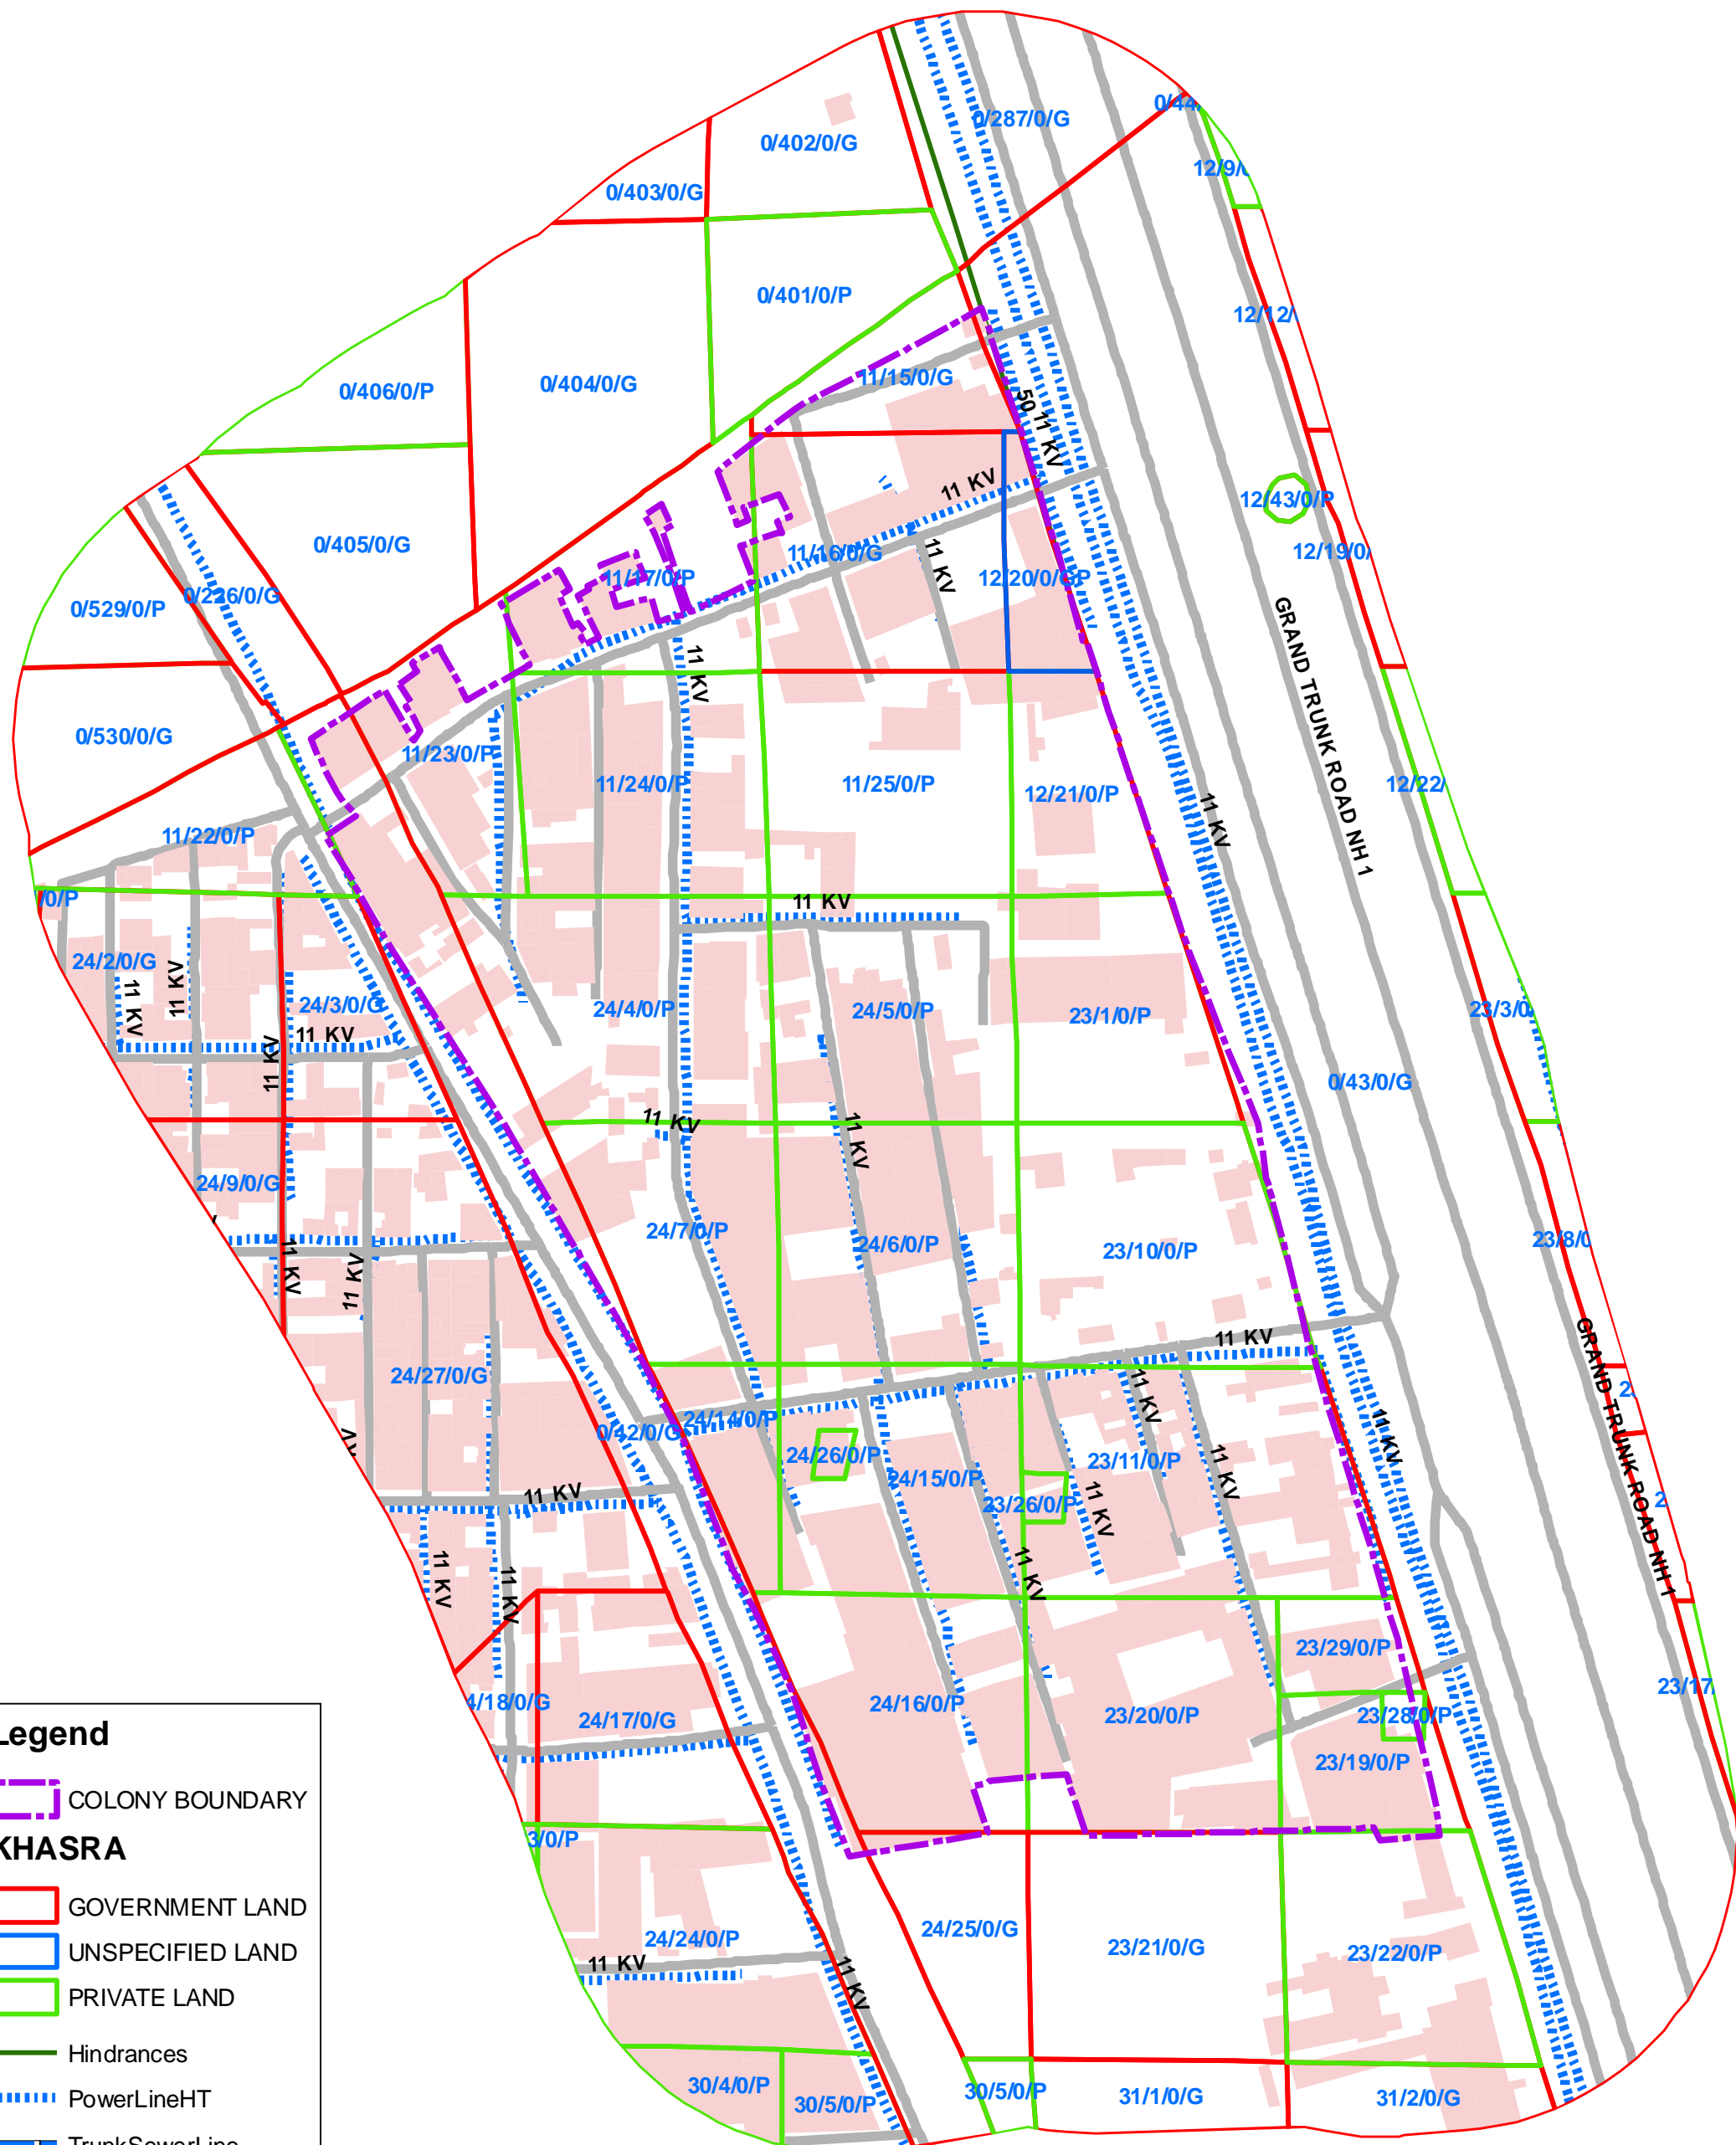 0/287/0/G
0/44
0/402/0/G
12/9/
0/403/0/G
0/401/0/P
12/12/
11/15/0/G
0/406/0/P
0/404/0/G
50
11 KV
11 KV
12/43/0/P
0/405/0/G
11/16/0/G
12/19/0/
11 KV
11/17/0/P
12/20/0/GP
0/529/0/P
0/226/0/G
11 KV
GRAND TRUNK ROAD NH 1
0/530/0/G
11/23/0/P
11/24/0/P
11/25/0/P
12/21/0/P
12/22/
11 KV
11/22/0/P
/0/P
11 KV
24/2/0/G
11 KV
11 KV
24/3/0/G
11 KV
11 KV
24/4/0/P
24/5/0/P
23/1/0/P
23/3/0
0/43/0/G
11 KV
11 KV
24/9/0/G
24/7/0/P
24/6/0/P
23/10/0/P
23/8/0
11 KV
11 KV
11 KV
24/27/0/G
11 KV
GRAND TRUNK ROAD NH 1
2
0/42/0/G
24/14/0/P
11 KV
24/26/0/P
24/15/0/P
23/11/0/P
11 KV
11 KV
23/26/0/P
11 KV
2
11 KV
11 KV
11 KV
11 KV
23/29/0/P
4/18/0/G
24/17/0/G
24/16/0/P
23/20/0/P
23/28/0/P
23/17/
23/19/0/P
3/0/P
24/24/0/P
24/25/0/G
23/21/0/G
23/22/0/P
11 KV
11 KV
30/4/0/P
30/5/0/P
30/5/0/P
31/1/0/G
31/2/0/G
Legend
COLONY BOUNDARY
KHASRA
GOVERNMENT LAND
UNSPECIFIED LAND
PRIVATE LAND
Hindrances
PowerLineHT
TrunkSewerLine